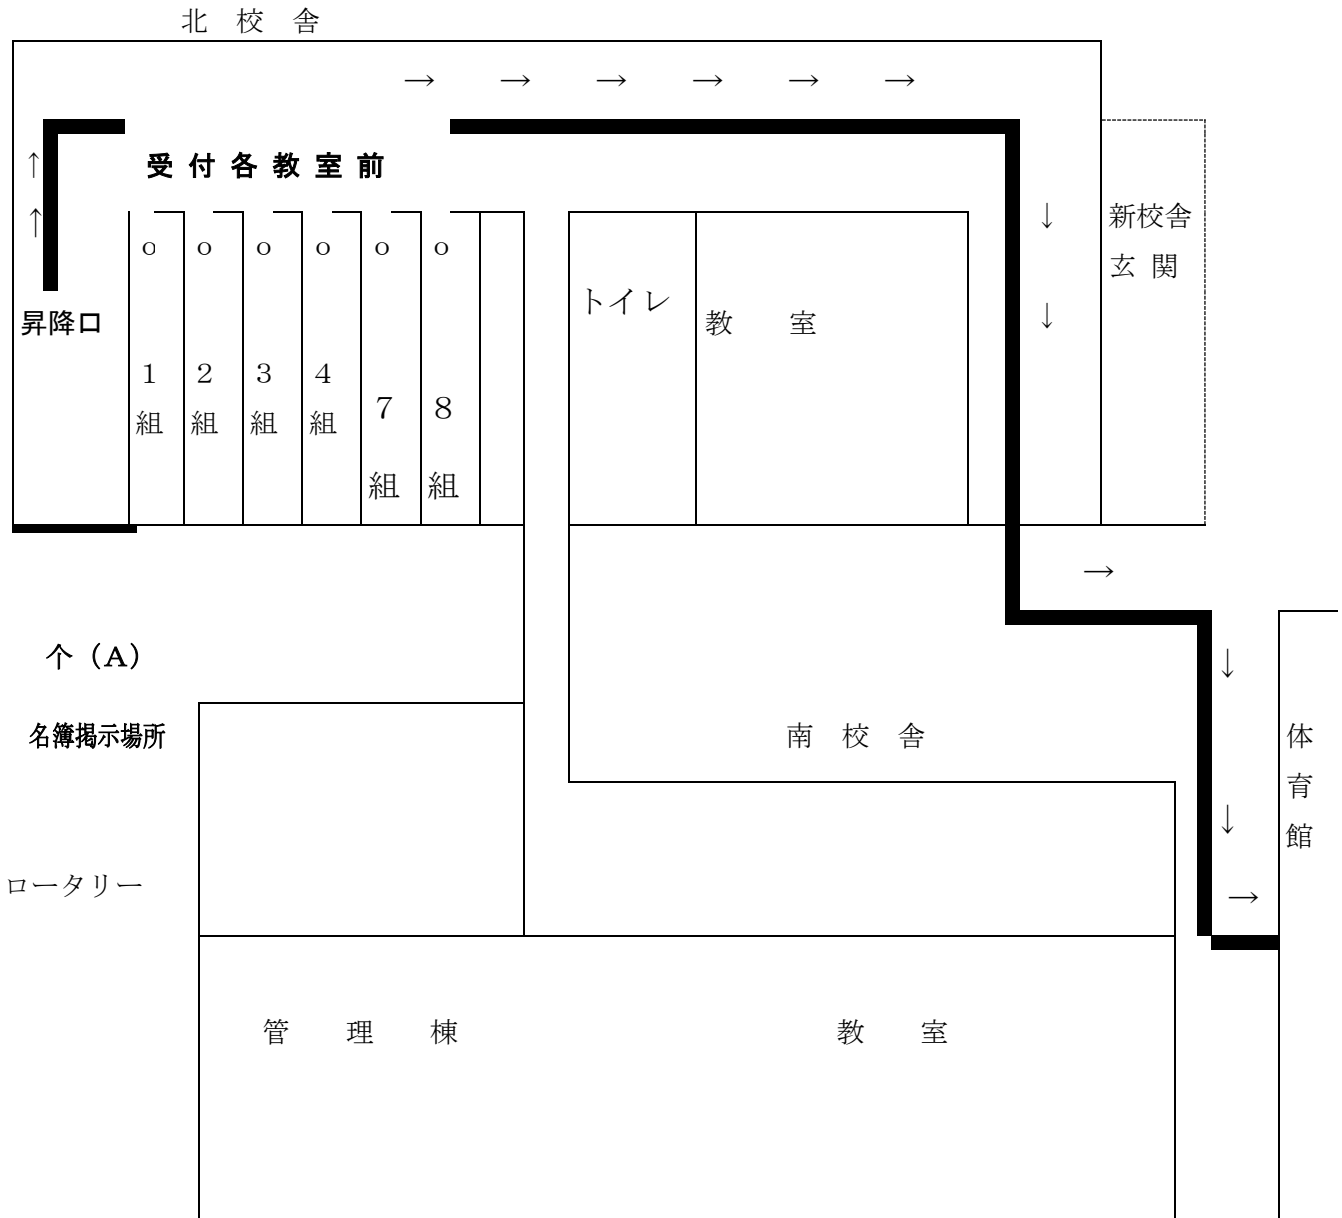 北　校　舎
→　→　→　→　→　→
受 付 各 教 室 前
↑
↑
o o o o o o
↓
新校舎
玄 関
トイレ
教　室
↓
昇降口
1 2 3 4
7 8
組 組 組 組
組 組
→
个（A）
↓
名簿掲示場所
南　校　舎
体
育
館
↓
ロータリー
→
管　理　棟
教　室